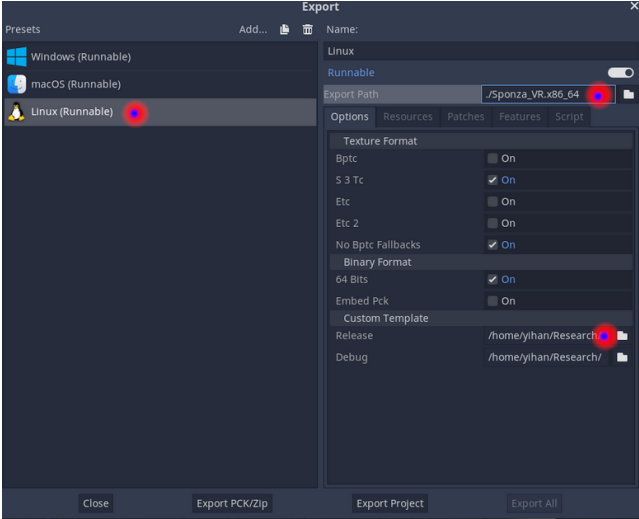 Export
Presets Add... Name:
Windows (Runnable)
macOS (Runnable)
Linux (Runnable)
Linux
Runnable
Export Path ./Sponza_VR.x86_64
Options Resources Patches Features Script
Texture Format
Bptc On
S 3 Tc On
Etc On
Etc 2 On
No Bptc Fallbacks On
Binary Format
64 Bits On
Embed Pck On
Custom Template
Release /home/yihan/Research/
Debug /home/yihan/Research/
Close Export PCK/Zip Export Project Export All